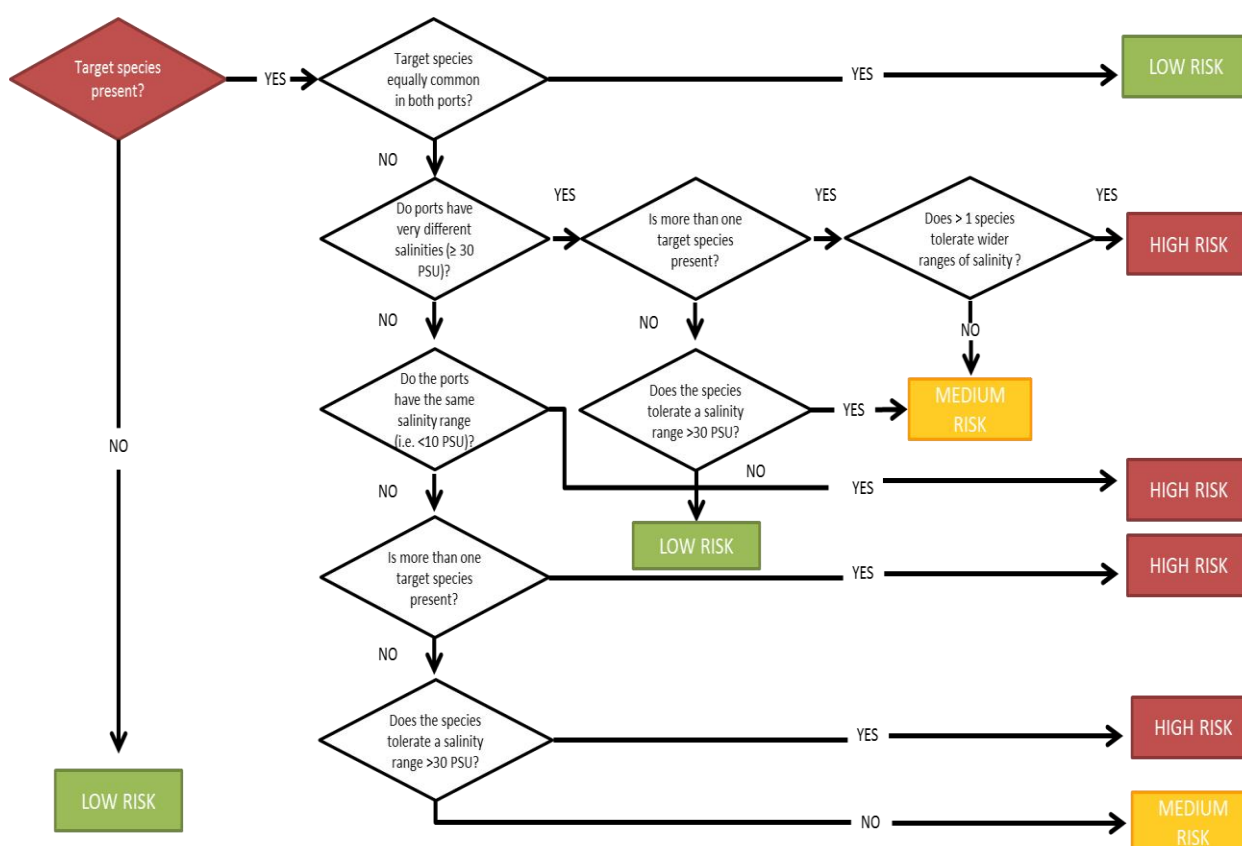 Target species
present?
YES
Target
species
equally common
in both ports?
YES
LOW RISK
NO
Do ports have
very different
salinities (≥ 30
PSU)?
YES
Is more than one
target species
present?
YES
Does > 1 species
tolerate wider
ranges of salinity ?
YES
HIGH RISK
NO
NO
NO
Do the ports
have the same
salinity range
(i.e. <10 PSU)?
Does the species
tolerate a salinity
range >30 PSU?
YES
MEDIUM
RISK
NO
NO
YES
HIGH RISK
NO
LOW RISK
Is more than one
target species
present?
YES
HIGH RISK
NO
Does the species
tolerate a salinity
range >30 PSU?
YES
HIGH RISK
LOW RISK
NO
MEDIUM
RISK